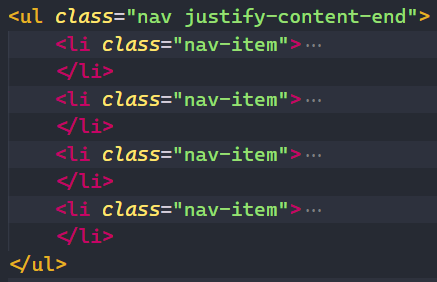 <ul class="nav justify-content-end">
<li class="nav-item">···
</li>
<li class="nav-item">···
</li>
<li class="nav-item">···
</li>
<li class="nav-item">···
</li>
</ul>